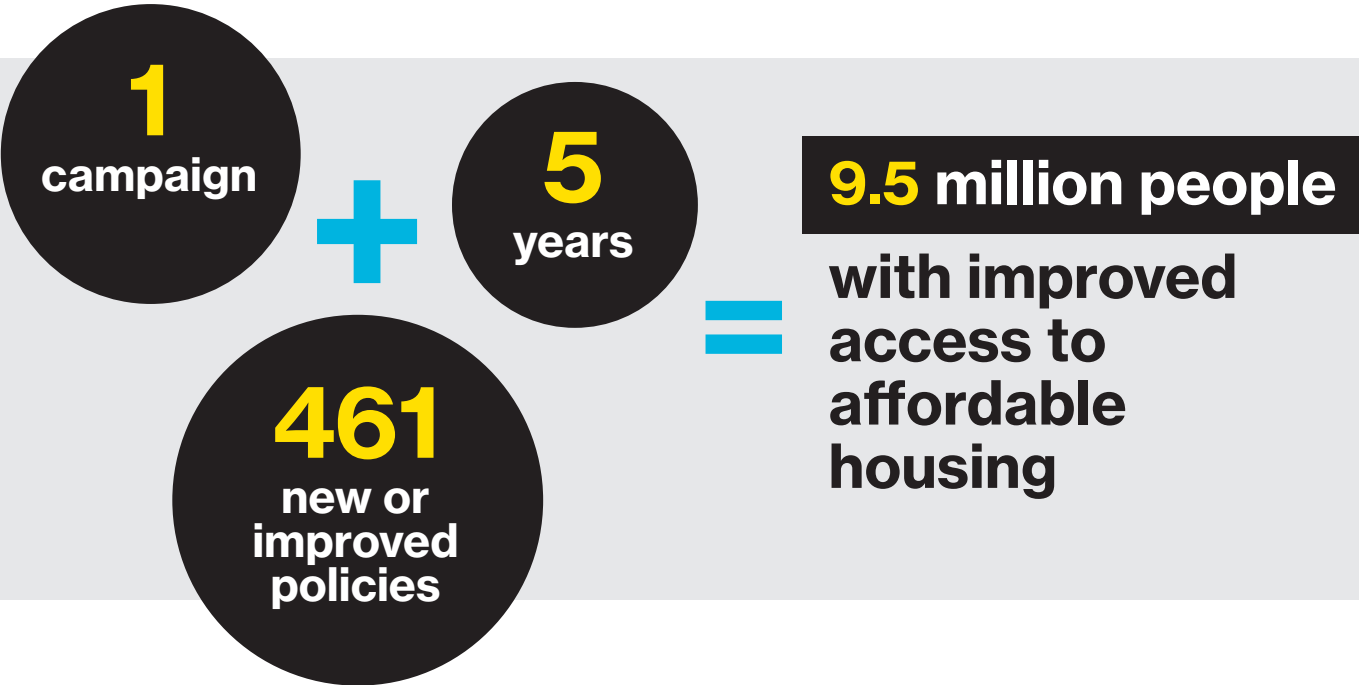 1
campaign
+
5
years
461
new or
improved
policies
=
9.5 million people
with improved
access to
affordable
housing